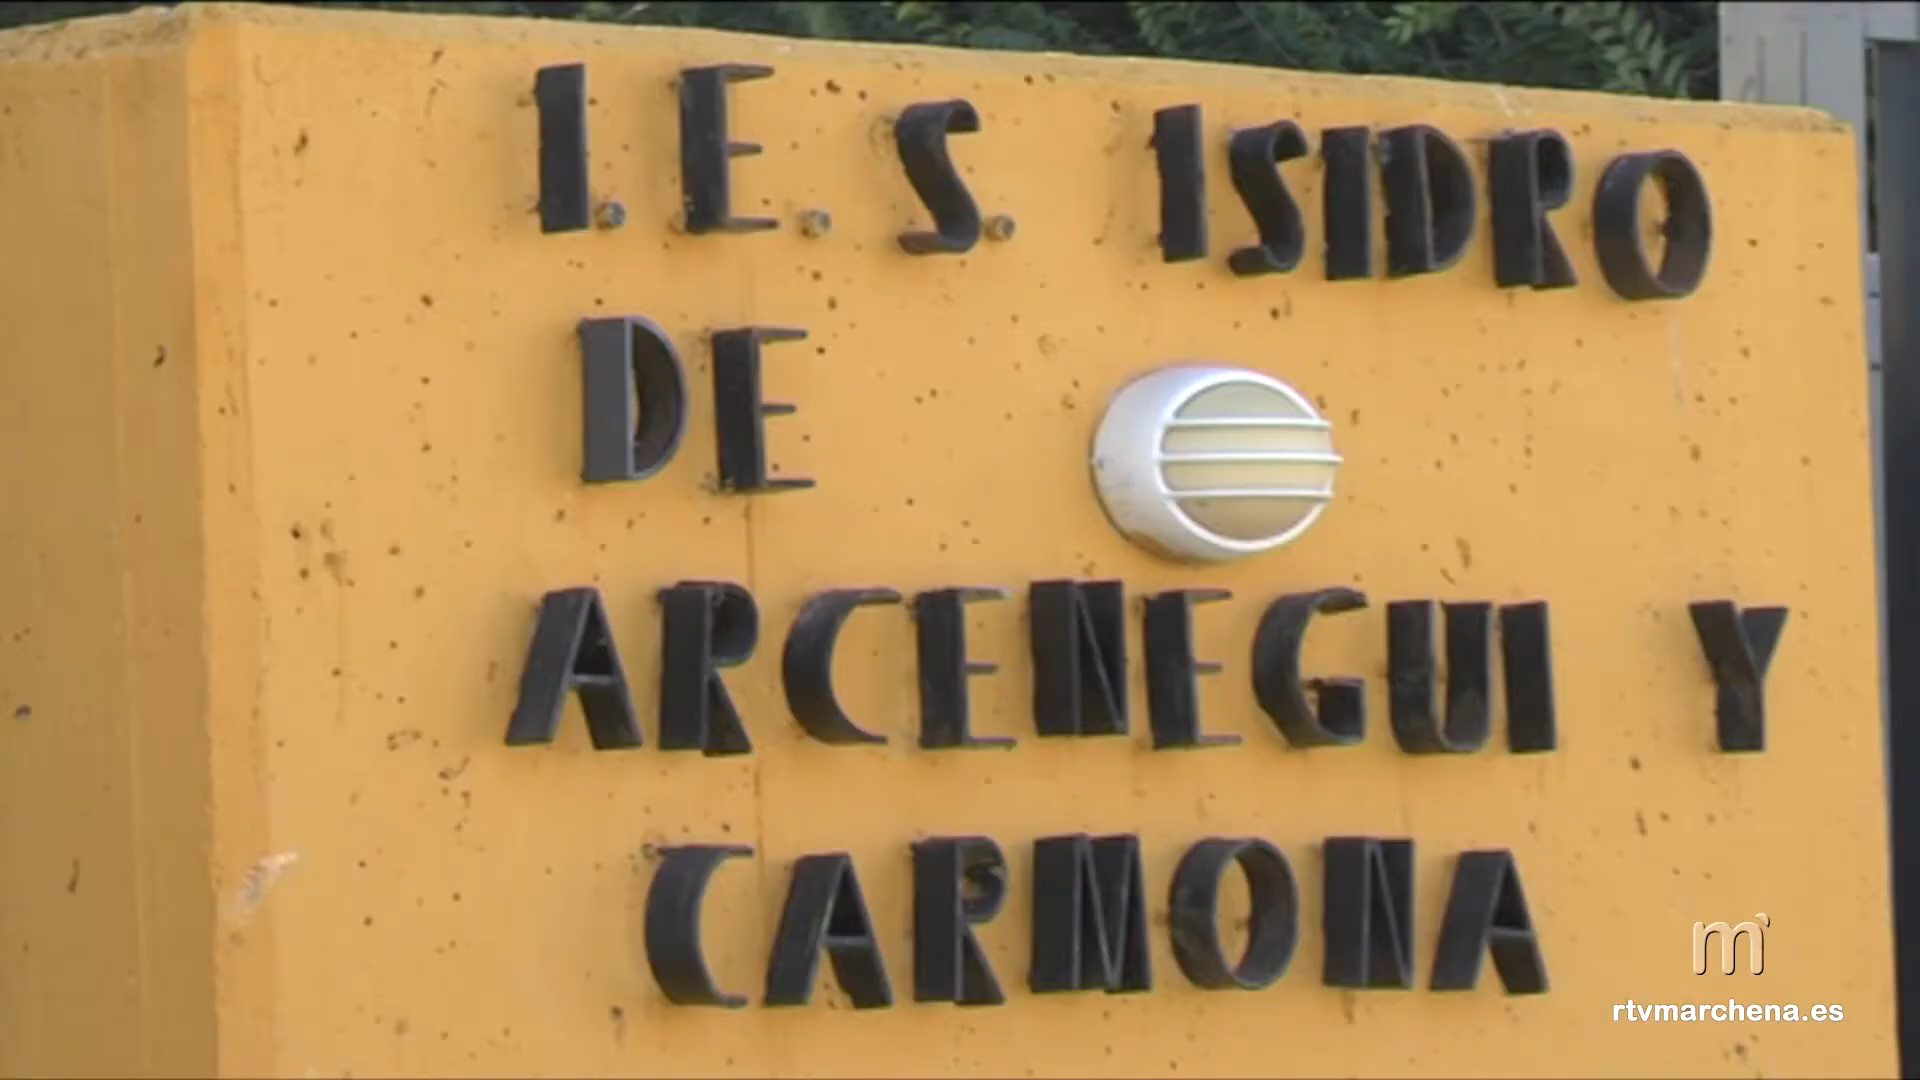 I.E.S. ISIDRO
DE
ARCENEGUI Y
CARMONA
m
rtvmarchena.es